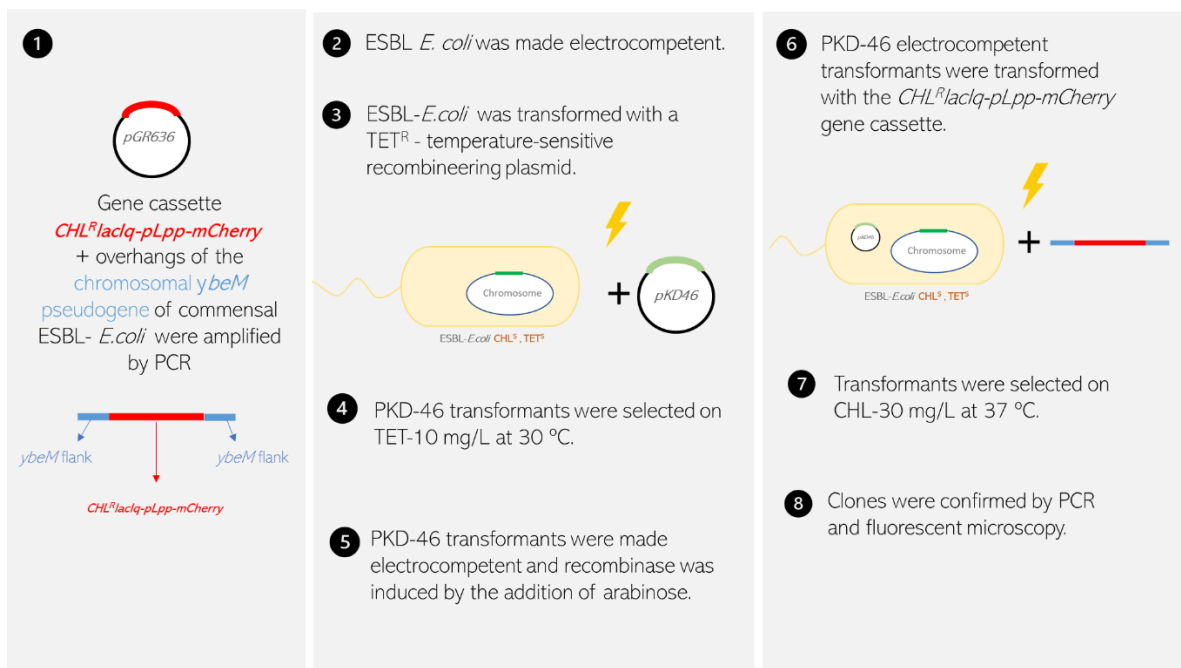 1
pGR636
Gene cassette
CHLᴿlacIq-pLpp-mCherry
+ overhangs of the
chromosomal ybeM
pseudogene of commensal
ESBL- E.coli were amplified
by PCR
ybeM flank
ybeM flank
CHLᴿlacIq-pLpp-mCherry
2 ESBL E. coli was made electrocompetent.
3 ESBL-E.coli was transformed with a
TETᴿ - temperature-sensitive
recombineering plasmid.
Chromosome
+
pKD46
ESBL-E.coli CHLˢ, TETˢ
4 PKD-46 transformants were selected on
TET-10 mg/L at 30 ºC.
5 PKD-46 transformants were made
electrocompetent and recombinase was
induced by the addition of arabinose.
6 PKD-46 electrocompetent
transformants were transformed
with the CHLᴿlacIq-pLpp-mCherry
gene cassette.
pKD46
Chromosome
+
ESBL-E.coli CHLˢ, TETˢ
7 Transformants were selected on
CHL-30 mg/L at 37 ºC.
8 Clones were confirmed by PCR
and fluorescent microscopy.